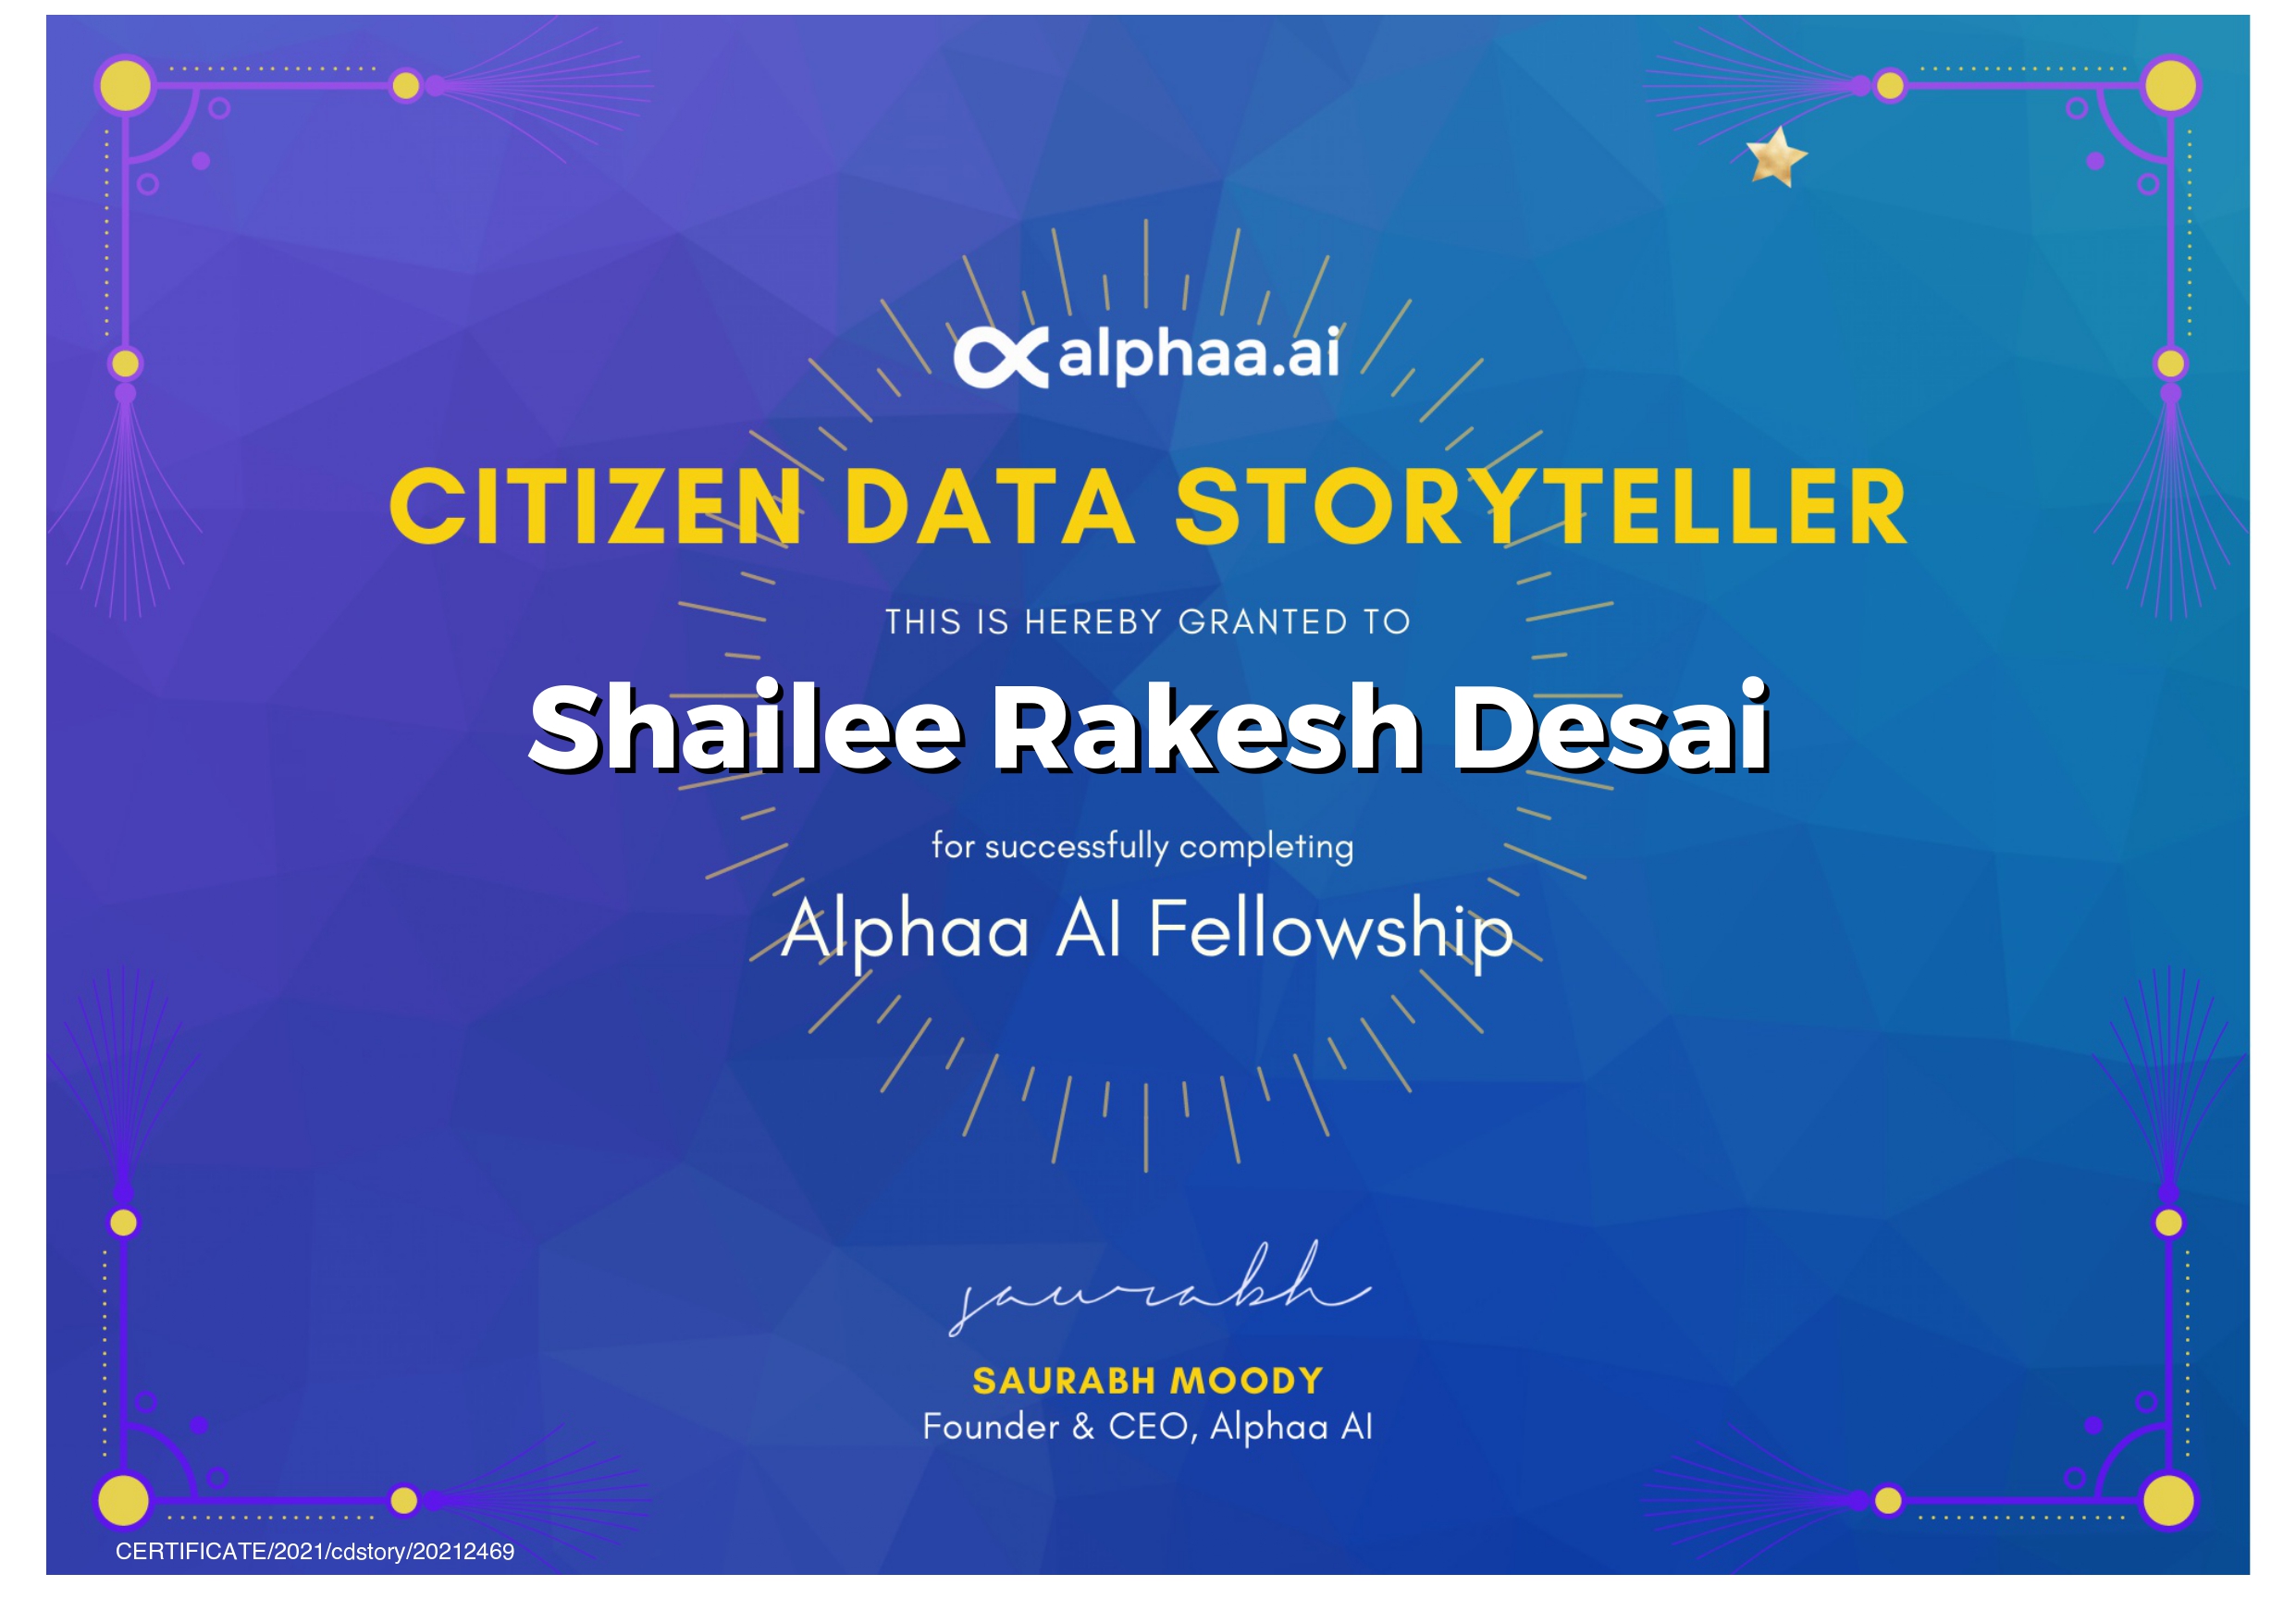 alphaa.ai
CITIZEN DATA STORYTELLER
THIS IS HEREBY GRANTED TO
Shailee Rakesh Desai
for successfully completing
Alphaa AI Fellowship
saurabh
SAURABH MOODY
Founder & CEO, Alphaa AI
CERTIFICATE/2021/cdstory/20212469